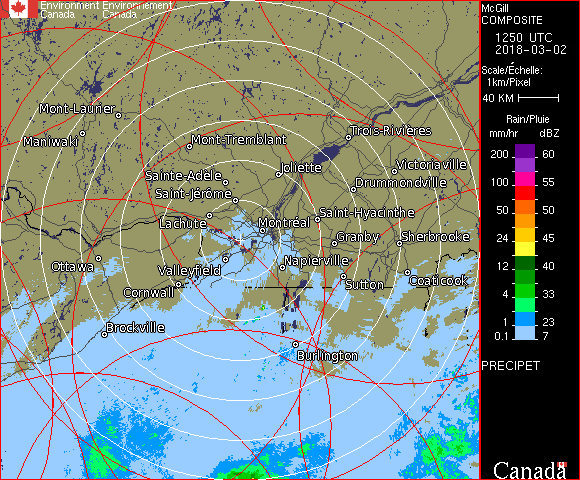 Environment Environnement
Canada Canada
McGill
COMPOSITE
1250 UTC
2018-03-02
Scale/Échelle:
1km/Pixel
40 KM
Rain/Pluie
mm/hr dBZ
200 60
100 55
50 50
24 45
12 40
4 33
1 23
0.1 7
PRECIPET
Canada
Mont-Laurier
Maniwaki
Mont-Tremblant
Trois-Rivières
Sainte-Adèle
Joliette
Victoriaville
Saint-Jérôme
Drummondville
Lachute
Montréal
Saint-Hyacinthe
Granby
Sherbrooke
Ottawa
Valleyfield
Napierville
Cornwall
Sutton
Coaticook
Brockville
Burlington